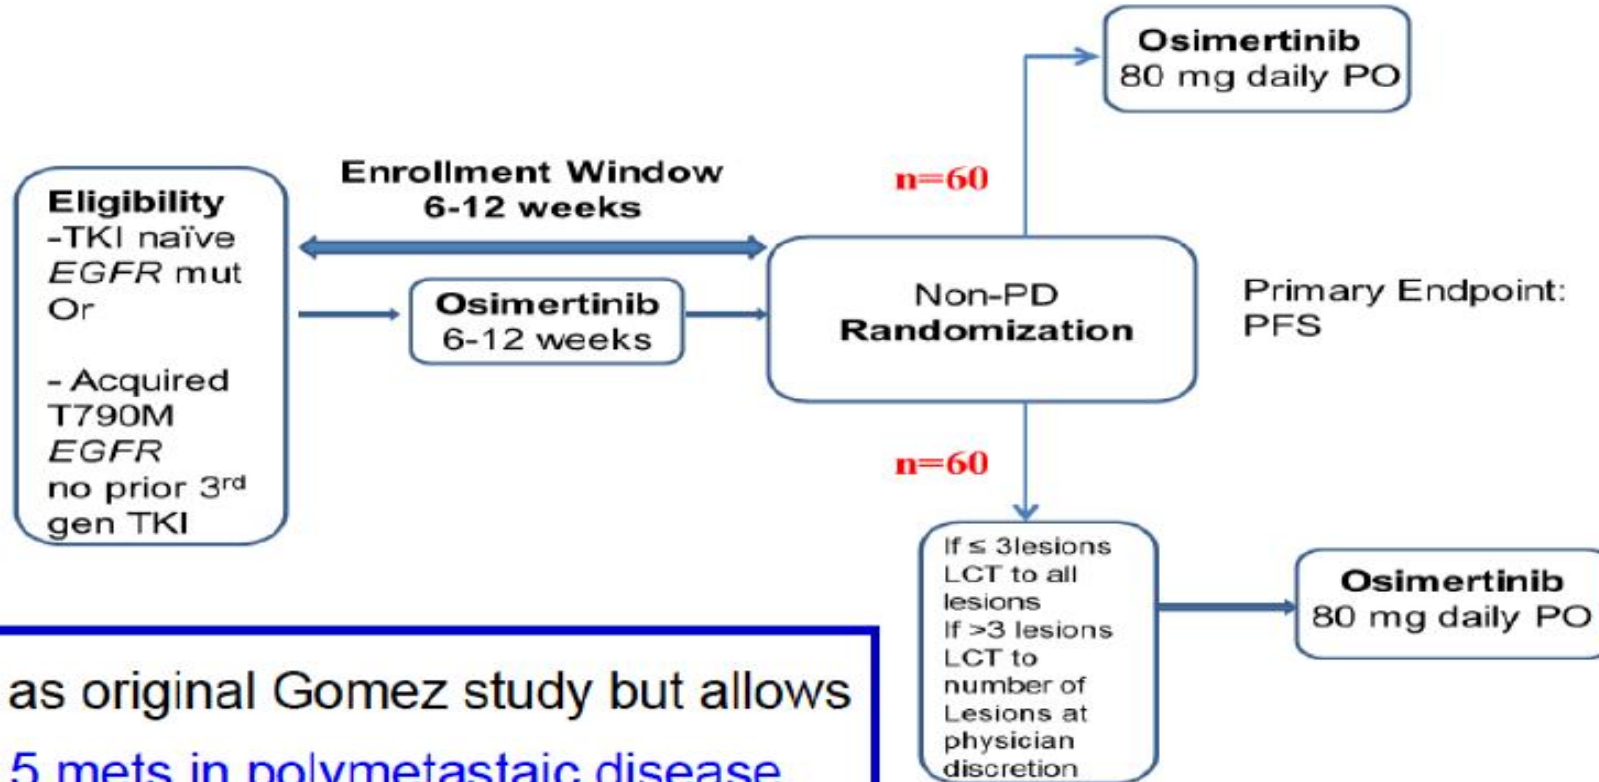 Osimertinib
80 mg daily PO
Enrollment Window
6-12 weeks
n=60
Eligibility
-TKI naïve
EGFR mut
Or
- Acquired
T790M
EGFR
no prior 3rd
gen TKI
Osimertinib
6-12 weeks
Non-PD
Randomization
Primary Endpoint:
PFS
n=60
If ≤ 3lesions
LCT to all
lesions
If >3 lesions
LCT to
number of
Lesions at
physician
discretion
Osimertinib
80 mg daily PO
as original Gomez study but allows
5 mets in polymetastaic disease